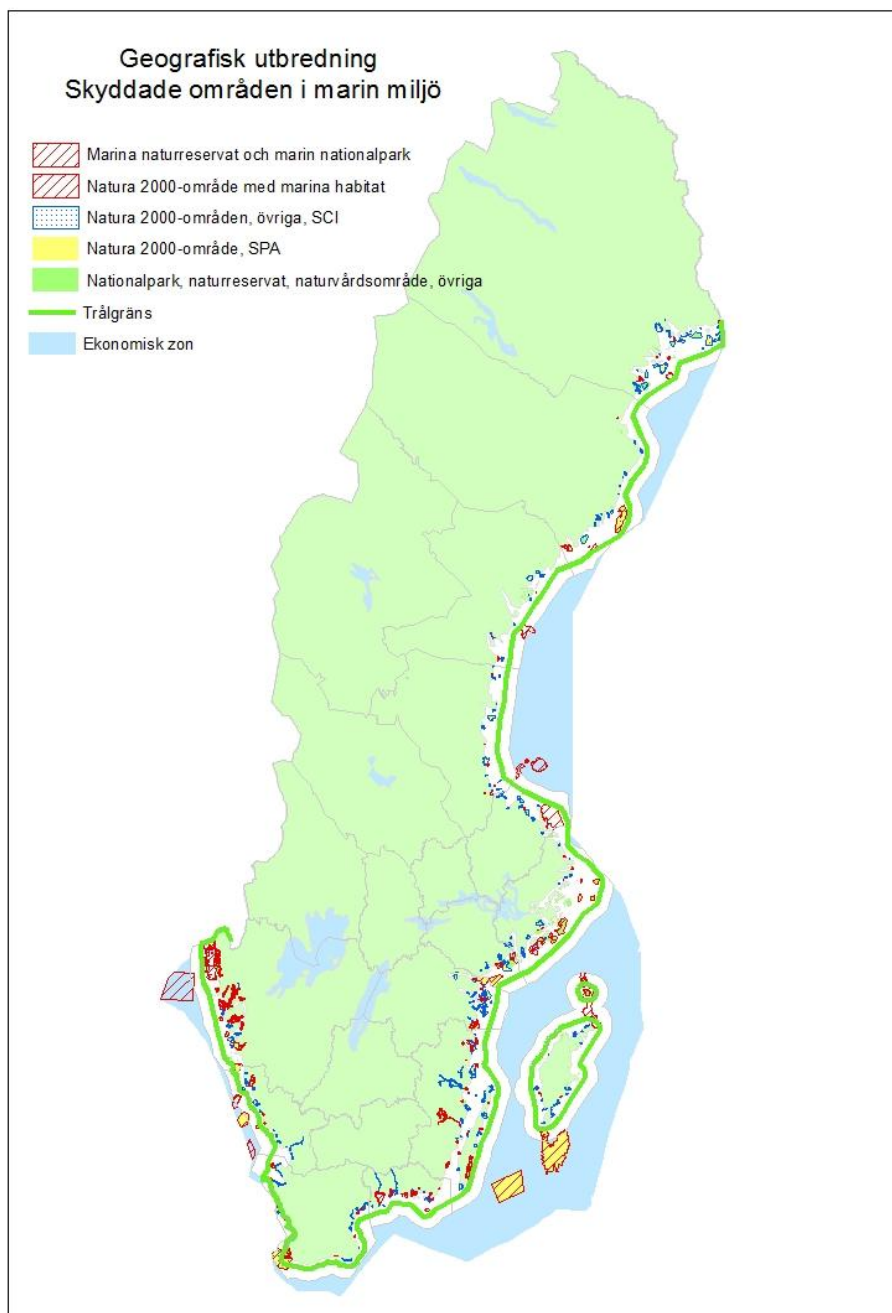 Geografisk utbredning
Skyddade områden i marin miljö
Marina naturreservat och marin nationalpark
Natura 2000-område med marina habitat
Natura 2000-områden, övriga, SCI
Natura 2000-område, SPA
Nationalpark, naturreservat, naturvårdsområde, övriga
Trålgräns
Ekonomisk zon